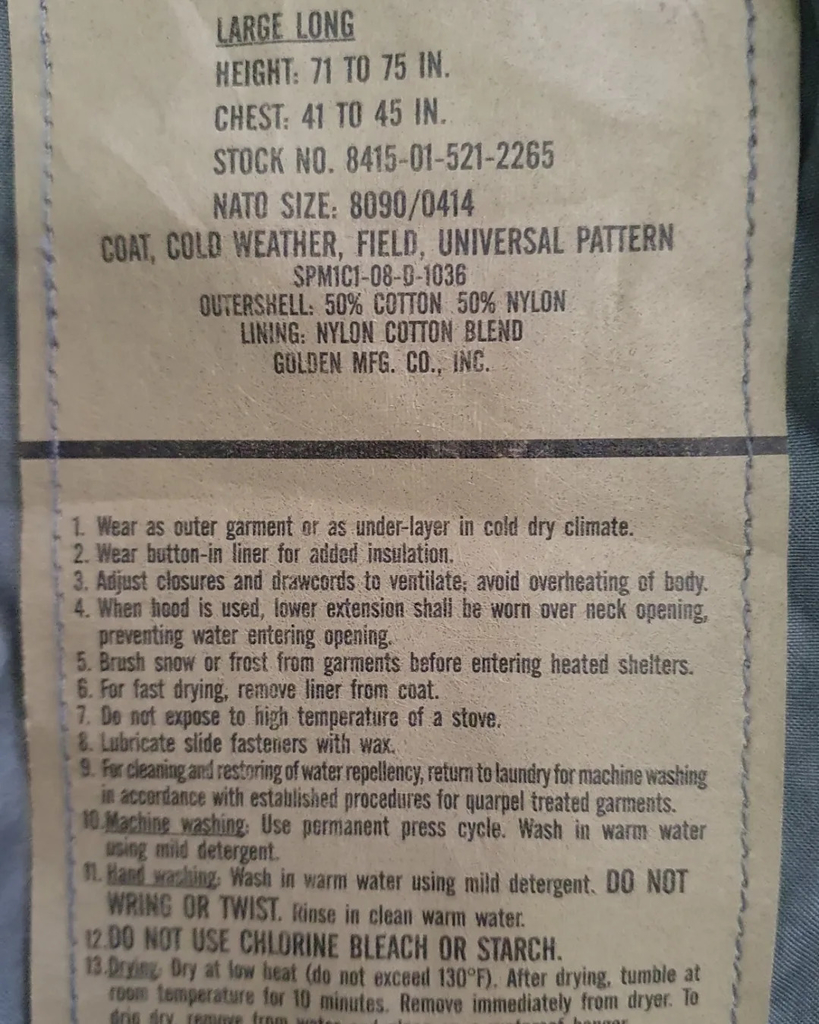 LARGE LONG
HEIGHT: 71 TO 75 IN.
CHEST: 41 TO 45 IN.
STOCK NO. 8415-01-521-2265
NATO SIZE: 8090/0414
COAT, COLD WEATHER, FIELD, UNIVERSAL PATTERN
SPM1C1-08-D-1036
OUTERSHELL: 50% COTTON 50% NYLON
LINING: NYLON COTTON BLEND
GOLDEN MFG. CO., INC.
1. Wear as outer garment or as under-layer in cold dry climate.
2. Wear button-in liner for added insulation.
3. Adjust closures and drawcords to ventilate; avoid overheating of body.
4. When hood is used, lower extension shall be worn over neck opening,
preventing water entering opening.
5. Brush snow or frost from garments before entering heated shelters.
6. For fast drying, remove liner from coat.
7. Do not expose to high temperature of a stove.
8. Lubricate slide fasteners with wax.
9. For cleaning and restoring of water repellency, return to laundry for machine washing
in accordance with established procedures for quarpel treated garments.
10. Machine washing: Use permanent press cycle. Wash in warm water
using mild detergent.
11. Hand washing: Wash in warm water using mild detergent. DO NOT
WRING OR TWIST. Rinse in clean warm water.
12. DO NOT USE CHLORINE BLEACH OR STARCH.
13. Drying: Dry at low heat (do not exceed 130°F). After drying, tumble at
room temperature for 10 minutes. Remove immediately from dryer. To
drip dry, remove from water